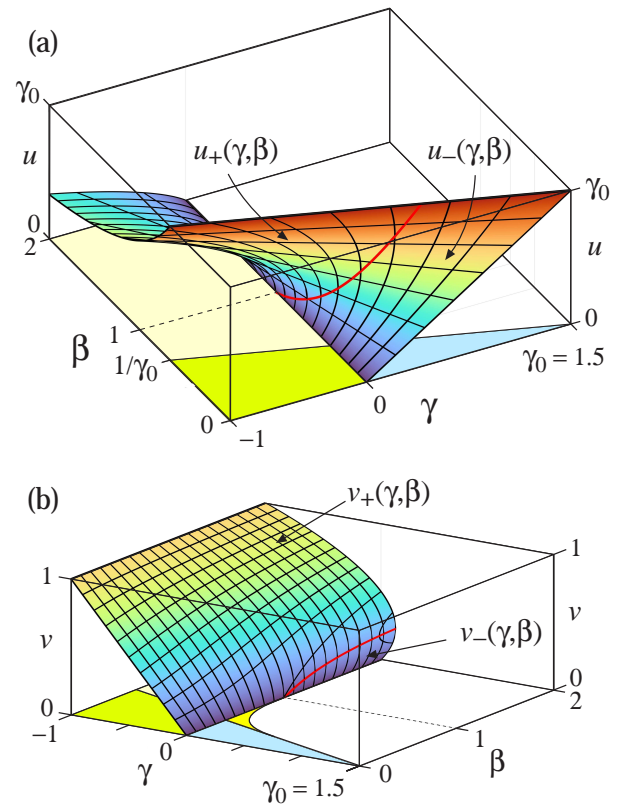 (a)
γ₀
u
0
2
u₊(γ,β)
u₋(γ,β)
γ₀
u
0
1
β
1/γ₀
0
−1
0
γ
γ₀ = 1.5
(b)
v₊(γ,β)
1
v
0
−1
v₋(γ,β)
1
v
0
2
0
γ
γ₀ = 1.5
0
1
β